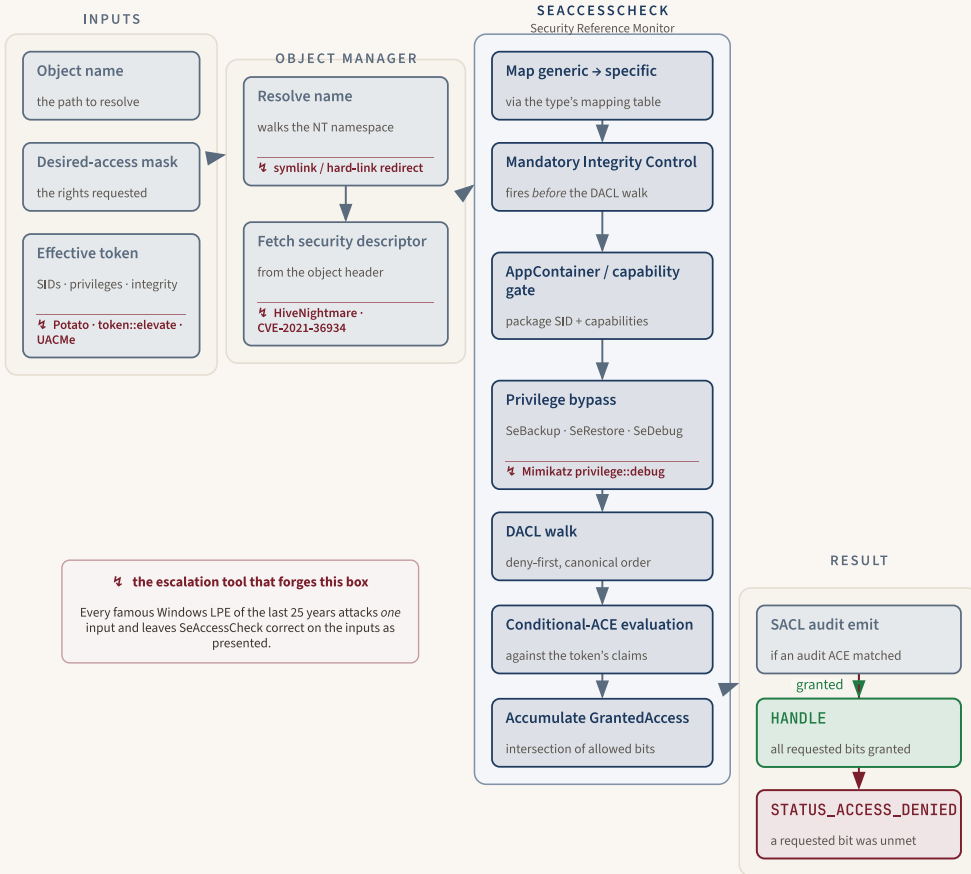 INPUTS
Object name
the path to resolve
Desired-access mask
the rights requested
Effective token
SIDs · privileges · integrity
↯ Potato · token::elevate ·
UACMe
OBJECT MANAGER
Resolve name
walks the NT namespace
↯ symlink / hard-link redirect
Fetch security descriptor
from the object header
↯ HiveNightmare ·
CVE-2021-36934
SEACCESSCHECK
Security Reference Monitor
Map generic → specific
via the type’s mapping table
Mandatory Integrity Control
fires before the DACL walk
AppContainer / capability
gate
package SID + capabilities
Privilege bypass
SeBackup · SeRestore · SeDebug
↯ Mimikatz privilege::debug
DACL walk
deny-first, canonical order
Conditional-ACE evaluation
against the token’s claims
Accumulate GrantedAccess
intersection of allowed bits
↯ the escalation tool that forges this box
Every famous Windows LPE of the last 25 years attacks one
input and leaves SeAccessCheck correct on the inputs as
presented.
RESULT
SACL audit emit
if an audit ACE matched
granted
HANDLE
all requested bits granted
STATUS_ACCESS_DENIED
a requested bit was unmet